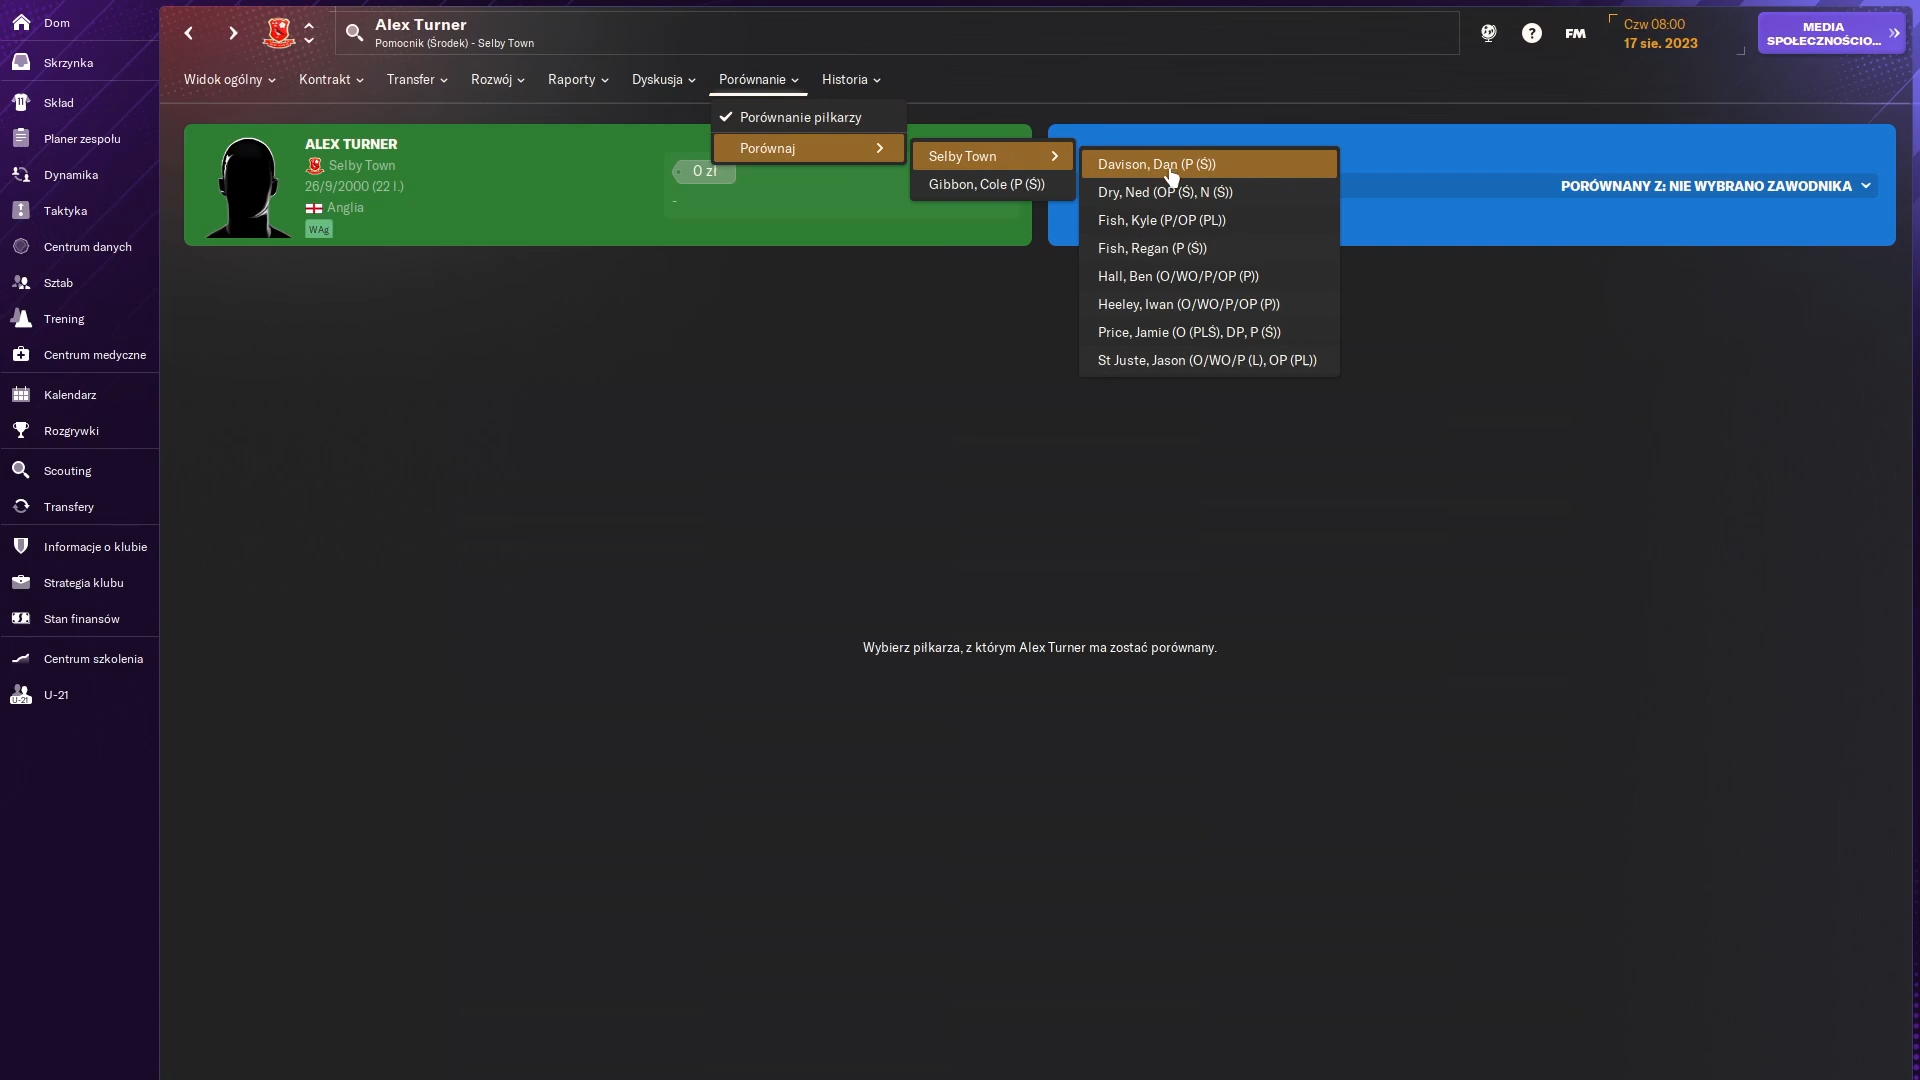 Dom
Skrzynka
Skład
Planer zespołu
Dynamika
Taktyka
Centrum danych
Sztab
Trening
Centrum medyczne
Kalendarz
Rozgrywki
Scouting
Transfery
Informacje o klubie
Strategia klubu
Stan finansów
Centrum szkolenia
U-21
Alex Turner
Pomocnik (Środek) - Selby Town
FM
Czw 08:00
17 sie. 2023
MEDIA
SPOŁECZNOŚCIO...
Widok ogólny
Kontrakt
Transfer
Rozwój
Raporty
Dyskusja
Porównanie
Historia
Porównanie piłkarzy
Porównaj
Selby Town
Gibbon, Cole (P (Ś))
Davison, Dan (P (Ś))
Dry, Ned (OP (Ś), N (Ś))
Fish, Kyle (P/OP (PL))
Fish, Regan (P (Ś))
Hall, Ben (O/WO/P/OP (P))
Heeley, Iwan (O/WO/P/OP (P))
Price, Jamie (O (PLŚ), DP, P (Ś))
St Juste, Jason (O/WO/P (L), OP (PL))
ALEX TURNER
Selby Town
26/9/2000 (22 l.)
Anglia
WAg
0 zł
-
PORÓWNANY Z: NIE WYBRANO ZAWODNIKA
Wybierz piłkarza, z którym Alex Turner ma zostać porównany.